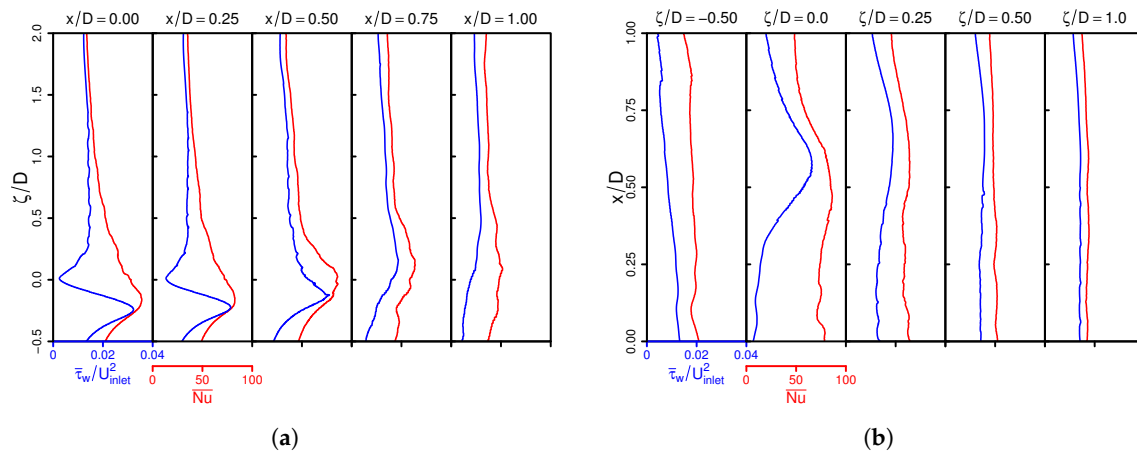 x/D = 0.00 x/D = 0.25 x/D = 0.50 x/D = 0.75 x/D = 1.00
ζ/D
2.0
1.5
1.0
0.5
0.0
−0.5
0 0.02 0.04
τ̅w/U²inlet
0 50 100
N̅u̅
(a)
ζ/D = −0.50 ζ/D = 0.0 ζ/D = 0.25 ζ/D = 0.50 ζ/D = 1.0
x/D
1.00
0.75
0.50
0.25
0.00
0 0.02 0.04
τ̅w/U²inlet
0 50 100
N̅u̅
(b)